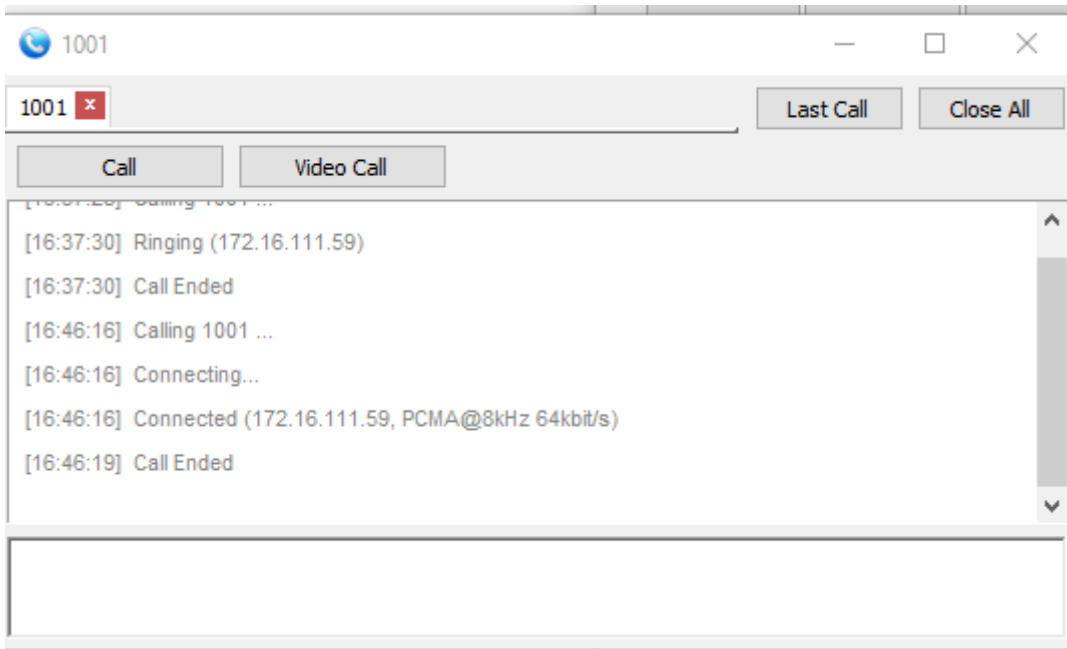 1001
1001 x
Last Call
Close All
Call
Video Call
Calling 1001 ...
[16:37:30] Ringing (172.16.111.59)
[16:37:30] Call Ended
[16:46:16] Calling 1001 ...
[16:46:16] Connecting...
[16:46:16] Connected (172.16.111.59, PCMA@8kHz 64kbit/s)
[16:46:19] Call Ended